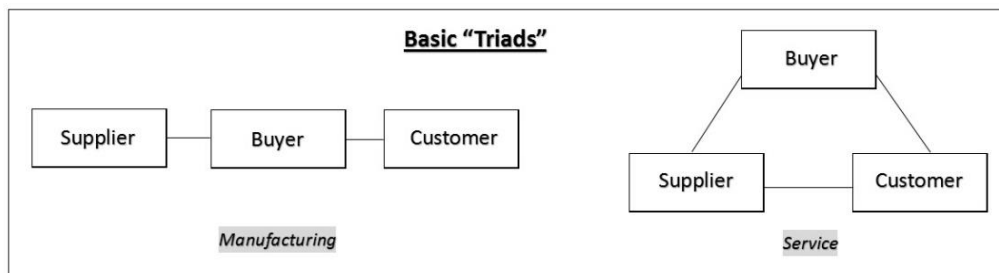 Basic “Triads”
Supplier
Buyer
Customer
Manufacturing
Buyer
Supplier
Customer
Service